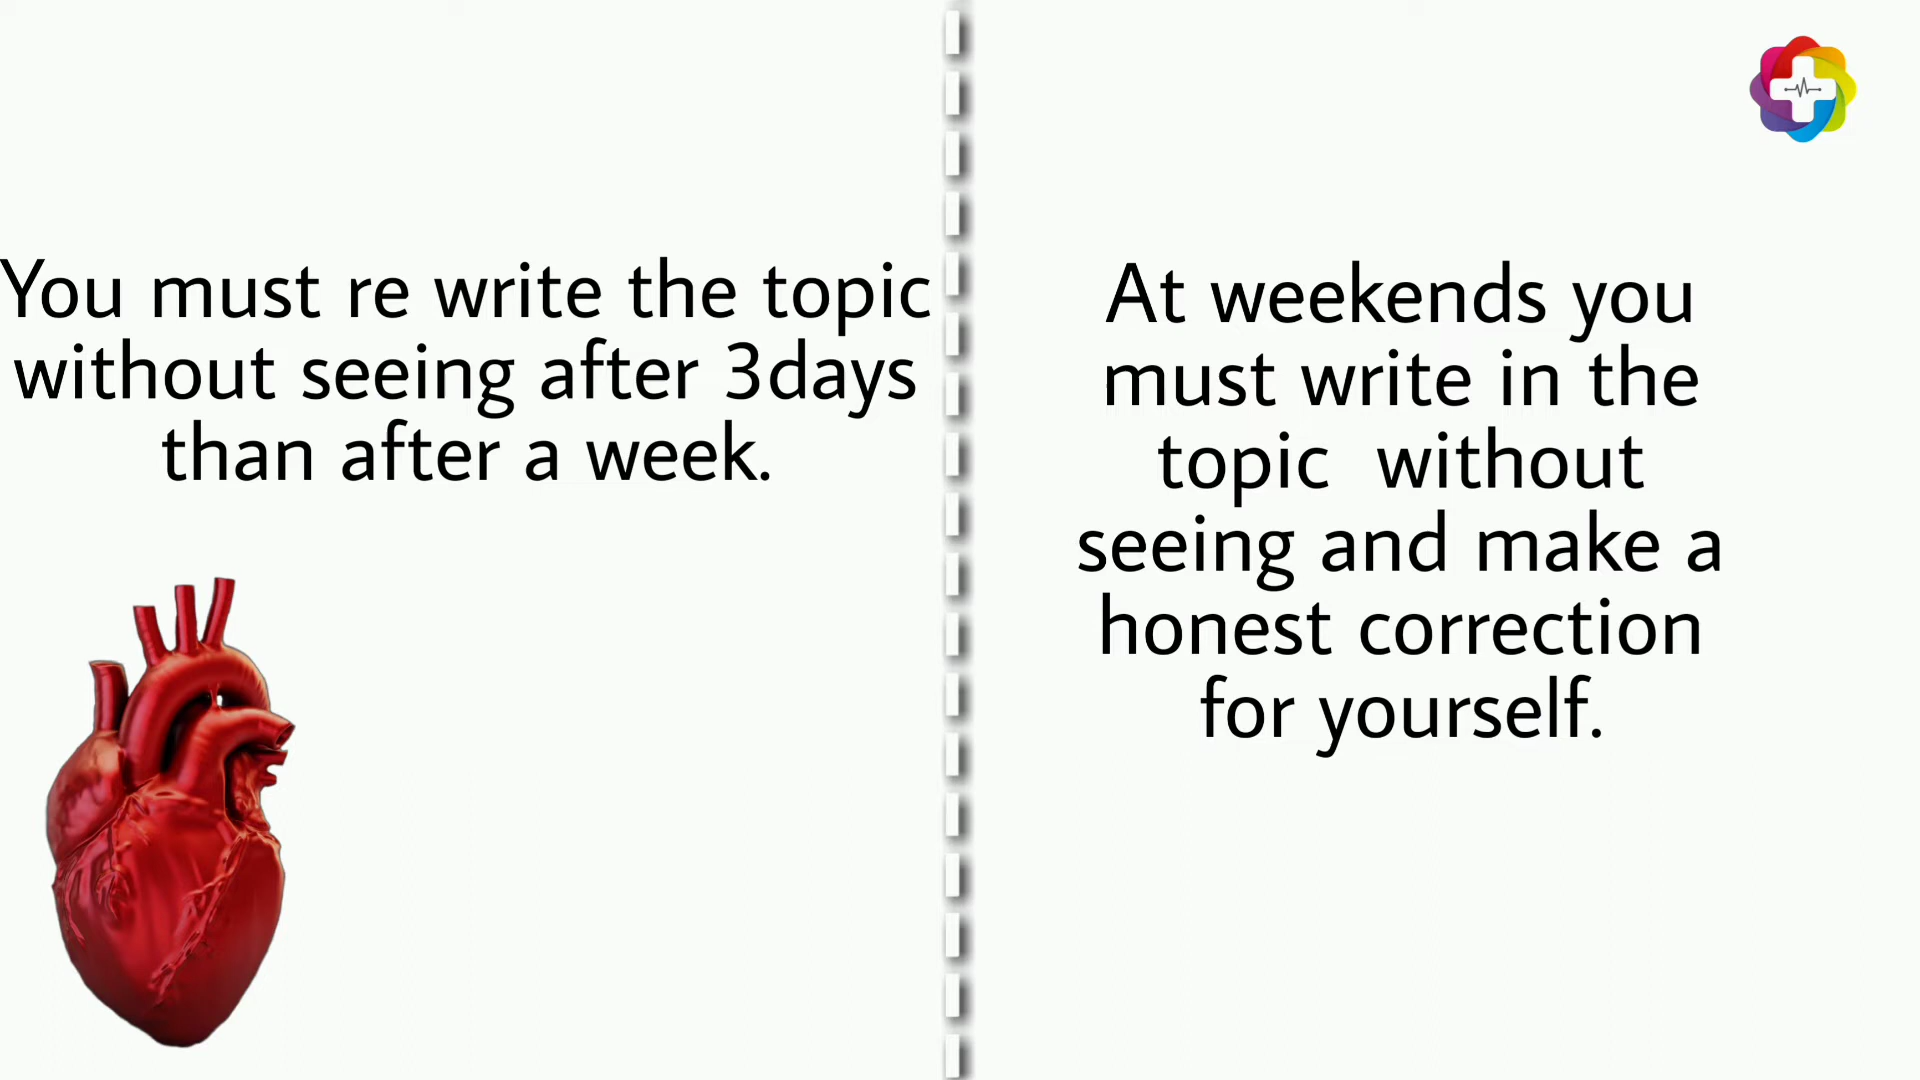 You must re write the topic
without seeing after 3days
than after a week.
At weekends you
must write in the
topic  without
seeing and make a
honest correction
for yourself.